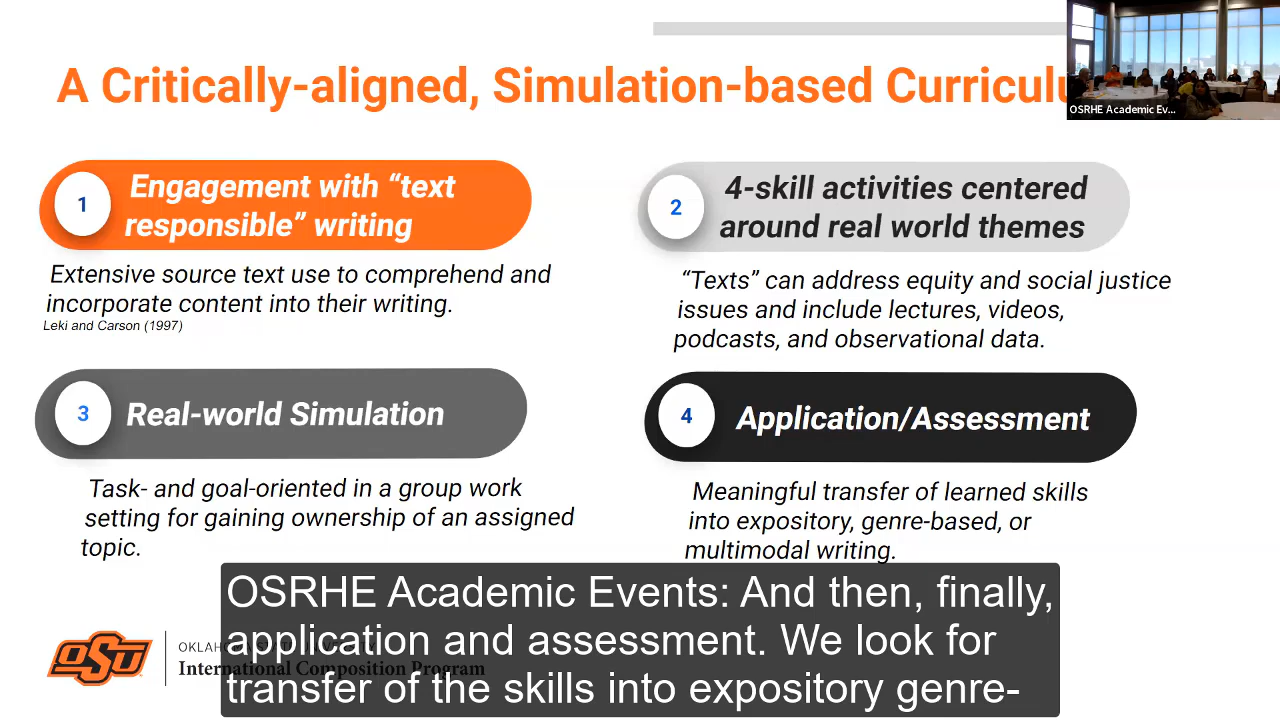 A Critically-aligned, Simulation-based Curriculu
OSRHE Academic Ev...
1
Engagement with “text
responsible” writing
Extensive source text use to comprehend and
incorporate content into their writing.
Leki and Carson (1997)
2
4-skill activities centered
around real world themes
“Texts” can address equity and social justice
issues and include lectures, videos,
podcasts, and observational data.
3
Real-world Simulation
Task- and goal-oriented in a group work
setting for gaining ownership of an assigned
topic.
4
Application/Assessment
Meaningful transfer of learned skills
into expository, genre-based, or
multimodal writing.
OSU
International Composition Program
OSRHE Academic Events: And then, finally,
application and assessment. We look for
transfer of the skills into expository genre-